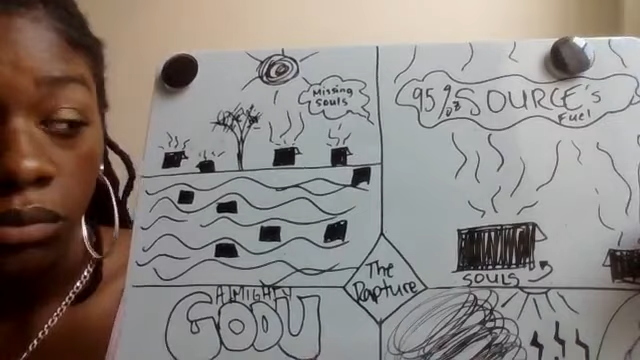 Missing
souls
95% of SOURCE's
Fuel
SOULS
The
Rapture
ALMIGHTY
GODU